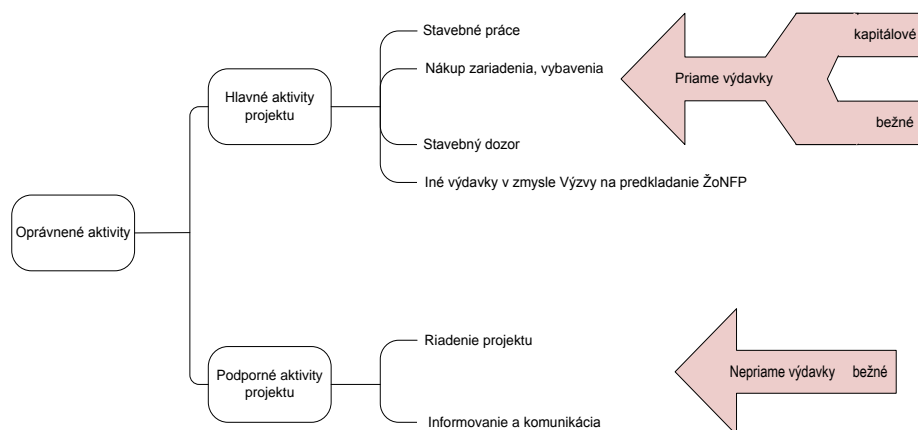 Stavebné práce
Nákup zariadenia, vybavenia
Hlavné aktivity
projektu
Stavebný dozor
Iné výdavky v zmysle Výzvy na predkladanie ŽoNFP
kapitálové
Priame výdavky
bežné
Oprávnené aktivity
Riadenie projektu
Podporné aktivity
projektu
Informovanie a komunikácia
Nepriame výdavky bežné